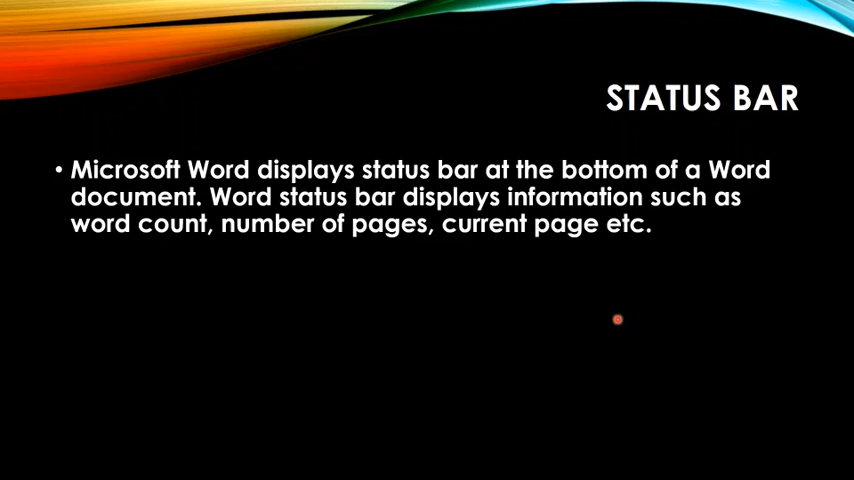 STATUS BAR
• Microsoft Word displays status bar at the bottom of a Word
document. Word status bar displays information such as
word count, number of pages, current page etc.